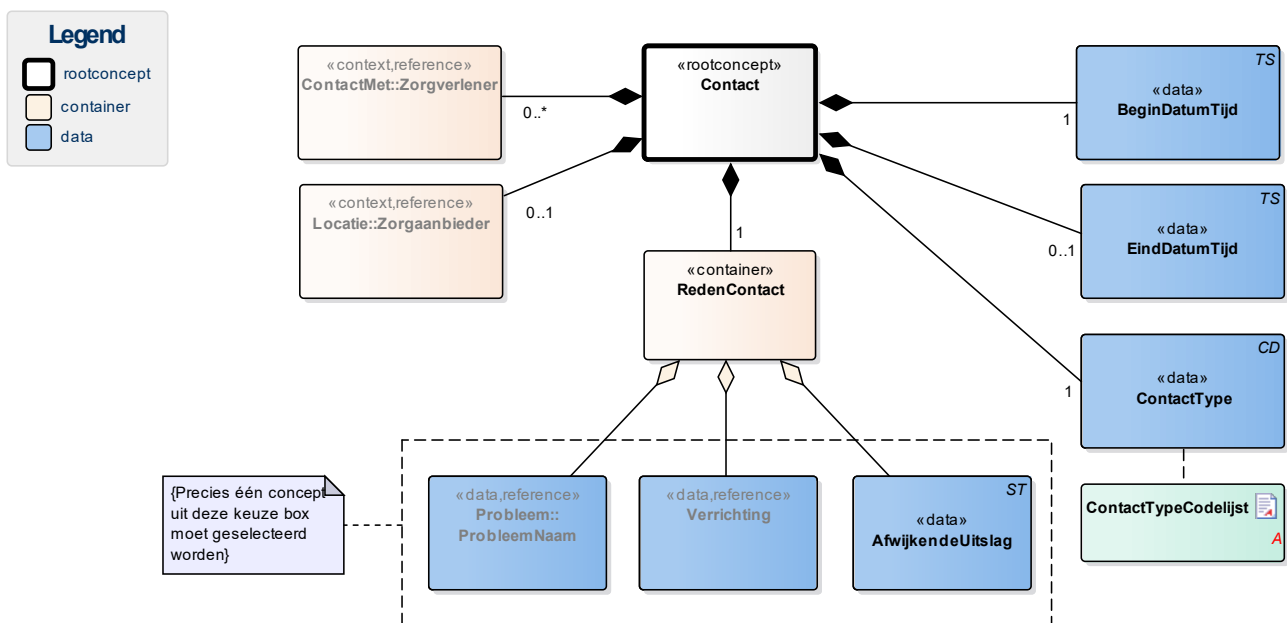 Legend
rootconcept
container
data
«context,reference»
ContactMet::Zorgverlener
0..*
«context,reference»
Locatie::Zorgaanbieder
0..1
«rootconcept»
Contact
1
«container»
RedenContact
TS
«data»
BeginDatumTijd
1
TS
«data»
EindDatumTijd
0..1
CD
«data»
ContactType
1
ContactTypeCodelijst
A
{Precies één concept
uit deze keuze box
moet geselecteerd
worden}
«data,reference»
Probleem::
ProbleemNaam
«data,reference»
Verrichting
ST
«data»
AfwijkendeUitslag